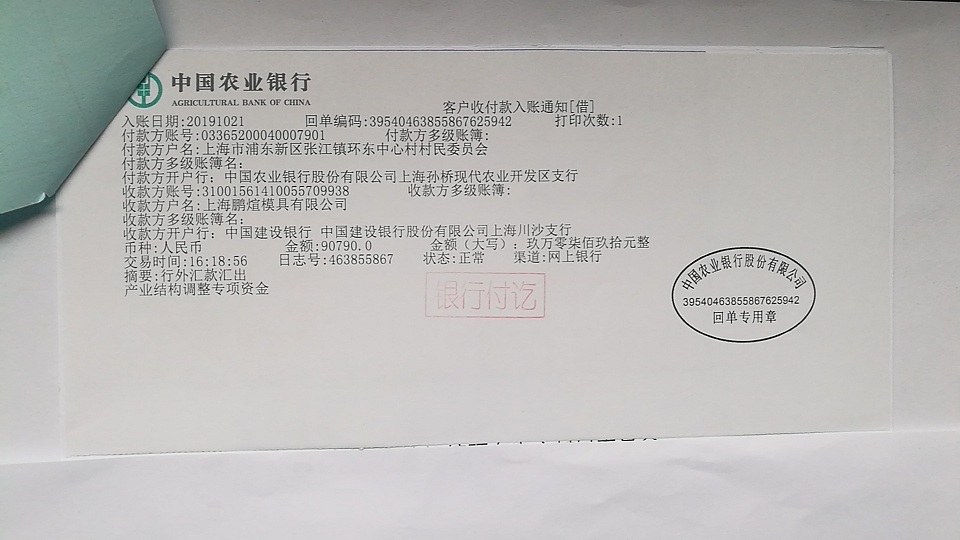 中国农业银行
AGRICULTURAL BANK OF CHINA
客户收付款入账通知[借]
入账日期:20191021 回单编码:39540463855867625942 打印次数:1
付款方账号:03365200040007901 付款方多级账簿:
付款方户名:上海市浦东新区张江镇环东中心村村民委员会
付款方多级账簿名:
付款方开户行: 中国农业银行股份有限公司上海孙桥现代农业开发区支行
收款方账号:31001561410055709938 收款方多级账簿:
收款方户名:上海鹏煊模具有限公司
收款方多级账簿名:
收款方开户行: 中国建设银行 中国建设银行股份有限公司上海川沙支行
币种:人民币 金额:90790.0 金额(大写): 玖万零柒佰玖拾元整
交易时间:16:18:56 日志号:463855867 状态:正常 渠道:网上银行
摘要:行外汇款汇出
产业结构调整专项资金
银行付讫
中国农业银行股份有限公司
39540463855867625942
回单专用章